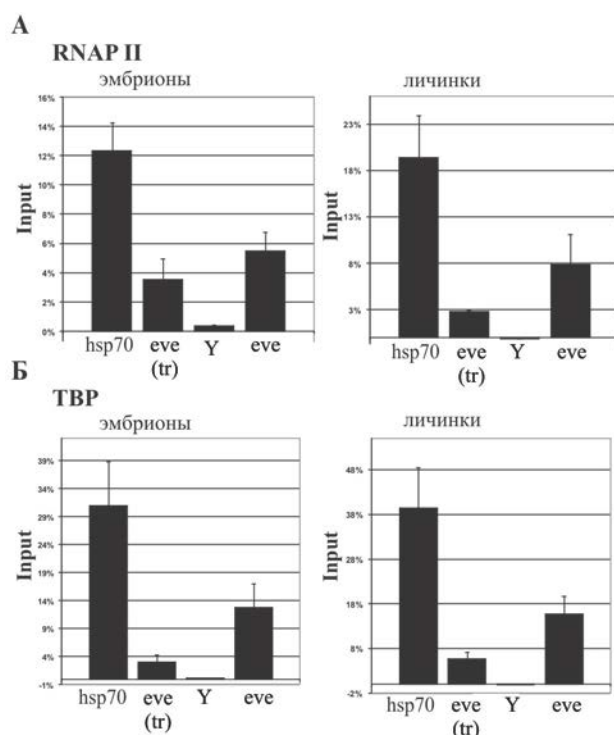 А
RNAP II
эмбрионы
Input
16%
14%
12%
10%
8%
6%
4%
2%
0%
hsp70 eve Y eve
(tr)
личинки
Input
23%
18%
13%
8%
3%
hsp70 eve Y eve
(tr)
Б
TBP
эмбрионы
Input
39%
34%
29%
24%
19%
14%
9%
4%
-1%
hsp70 eve Y eve
(tr)
личинки
Input
48%
38%
28%
18%
8%
-2%
hsp70 eve Y eve
(tr)